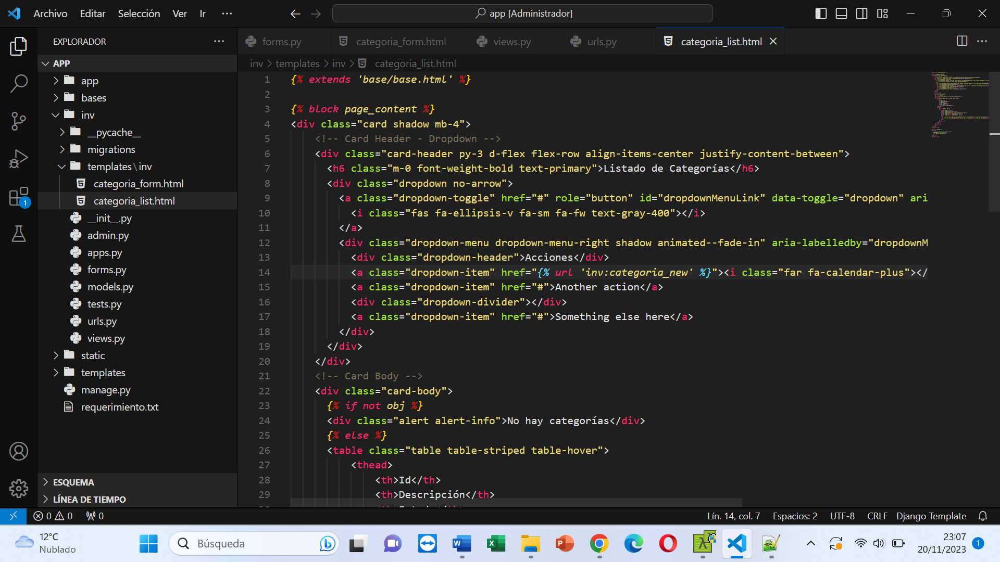 Archivo Editar Selección Ver Ir ···
app [Administrador]
EXPLORADOR ···
APP
app
bases
inv
__pycache__
migrations
templates\inv
categoria_form.html
categoria_list.html
__init__.py
admin.py
apps.py
forms.py
models.py
tests.py
urls.py
views.py
static
templates
manage.py
requerimiento.txt
ESQUEMA
LÍNEA DE TIEMPO
1
forms.py categoria_form.html views.py urls.py categoria_list.html
inv > templates > inv > categoria_list.html
1 {% extends 'base/base.html' %}
2
3 {% block page_content %}
4 <div class="card shadow mb-4">
5 <!-- Card Header - Dropdown -->
6 <div class="card-header py-3 d-flex flex-row align-items-center justify-content-between">
7 <h6 class="m-0 font-weight-bold text-primary">Listado de Categorías</h6>
8 <div class="dropdown no-arrow">
9 <a class="dropdown-toggle" href="#" role="button" id="dropdownMenuLink" data-toggle="dropdown" ari
10 <i class="fas fa-ellipsis-v fa-sm fa-fw text-gray-400"></i>
11 </a>
12 <div class="dropdown-menu dropdown-menu-right shadow animated--fade-in" aria-labelledby="dropdownM
13 <div class="dropdown-header">Acciones</div>
14 <a class="dropdown-item" href="{% url 'inv:categoria_new' %}"><i class="far fa-calendar-plus"></
15 <a class="dropdown-item" href="#">Another action</a>
16 <div class="dropdown-divider"></div>
17 <a class="dropdown-item" href="#">Something else here</a>
18 </div>
19 </div>
20 </div>
21 <!-- Card Body -->
22 <div class="card-body">
23 {% if not obj %}
24 <div class="alert alert-info">No hay categorías</div>
25 {% else %}
26 <table class="table table-striped table-hover">
27 <thead>
28 <th>Id</th>
29 <th>Descripción</th>
0 0 0
Lín. 14, col. 7 Espacios: 2 UTF-8 CRLF Django Template
12°C
Nublado
Búsqueda
23:07
20/11/2023
1